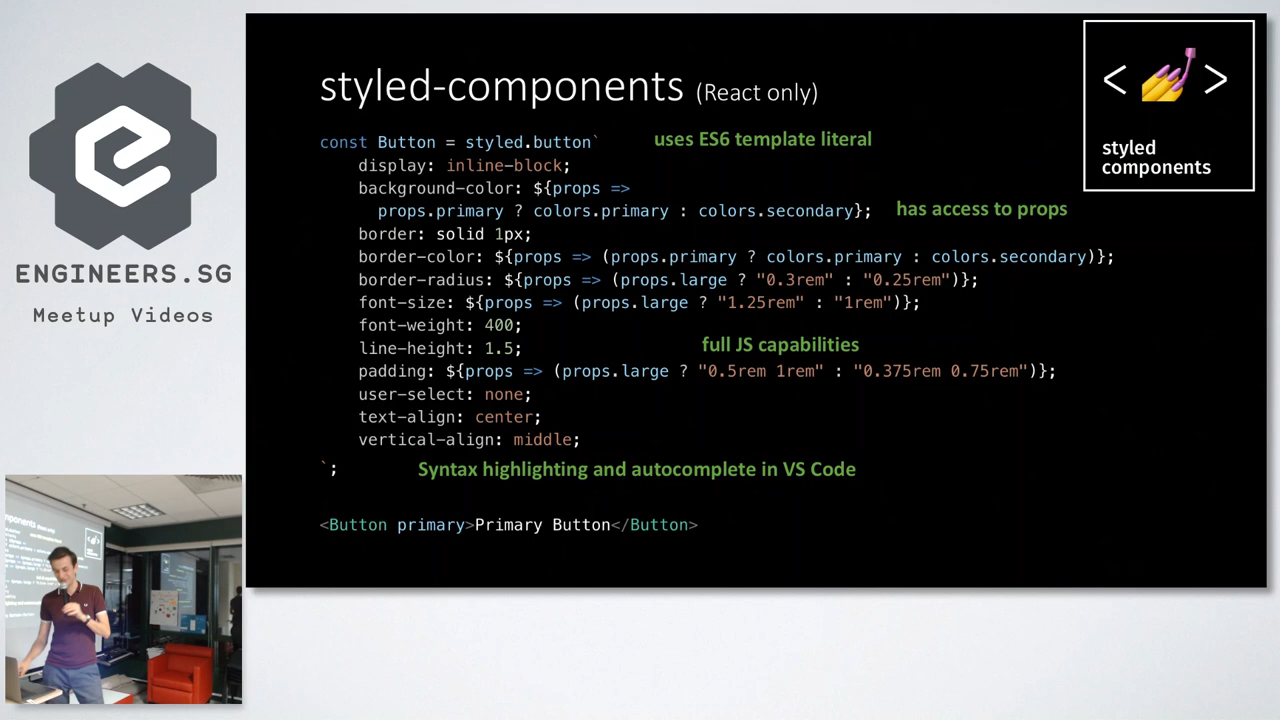 styled-components (React only)
< >
styled
components
const Button = styled.button` uses ES6 template literal
display: inline-block;
background-color: ${props =>
props.primary ? colors.primary : colors.secondary}; has access to props
border: solid 1px;
border-color: ${props => (props.primary ? colors.primary : colors.secondary)};
border-radius: ${props => (props.large ? "0.3rem" : "0.25rem")};
font-size: ${props => (props.large ? "1.25rem" : "1rem")};
font-weight: 400;
line-height: 1.5; full JS capabilities
padding: ${props => (props.large ? "0.5rem 1rem" : "0.375rem 0.75rem")};
user-select: none;
text-align: center;
vertical-align: middle;
`; Syntax highlighting and autocomplete in VS Code
<Button primary>Primary Button</Button>
ENGINEERS.SG
Meetup Videos